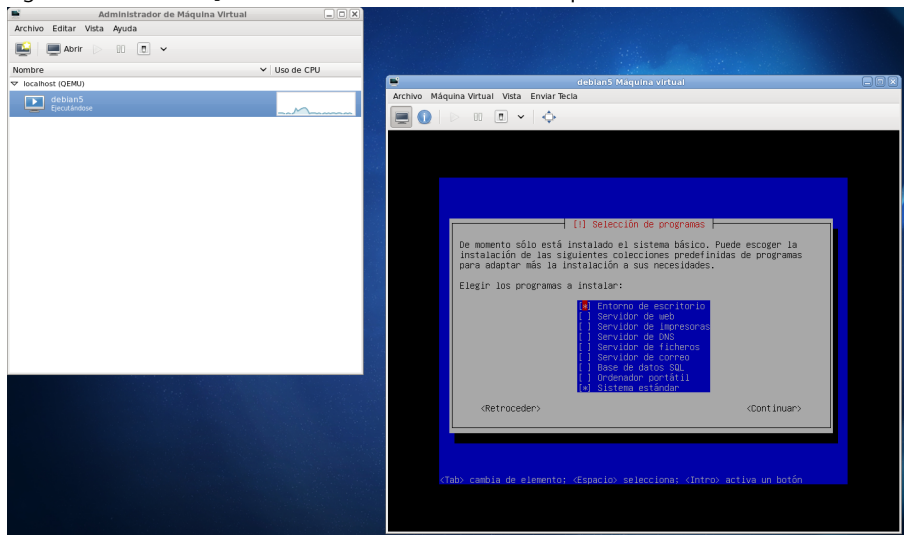 Administrador de Máquina Virtual
Archivo Editar Vista Ayuda
Abrir
Nombre Uso de CPU
localhost (QEMU)
debian5
Ejecutándose
debian5 Máquina virtual
Archivo Máquina Virtual Vista Enviar Tecla
[!] Selección de programas
De momento sólo está instalado el sistema básico. Puede escoger la
instalación de las siguientes colecciones predefinidas de programas
para adaptar más la instalación a sus necesidades.
Elegir los programas a instalar:
[*] Entorno de escritorio
[ ] Servidor de web
[ ] Servidor de impresoras
[ ] Servidor de DNS
[ ] Servidor de ficheros
[ ] Servidor de correo
[ ] Base de datos SQL
[ ] Ordenador portátil
[*] Sistema estándar
<Retroceder> <Continuar>
<Tab> cambia de elemento; <Espacio> selecciona; <Intro> activa un botón